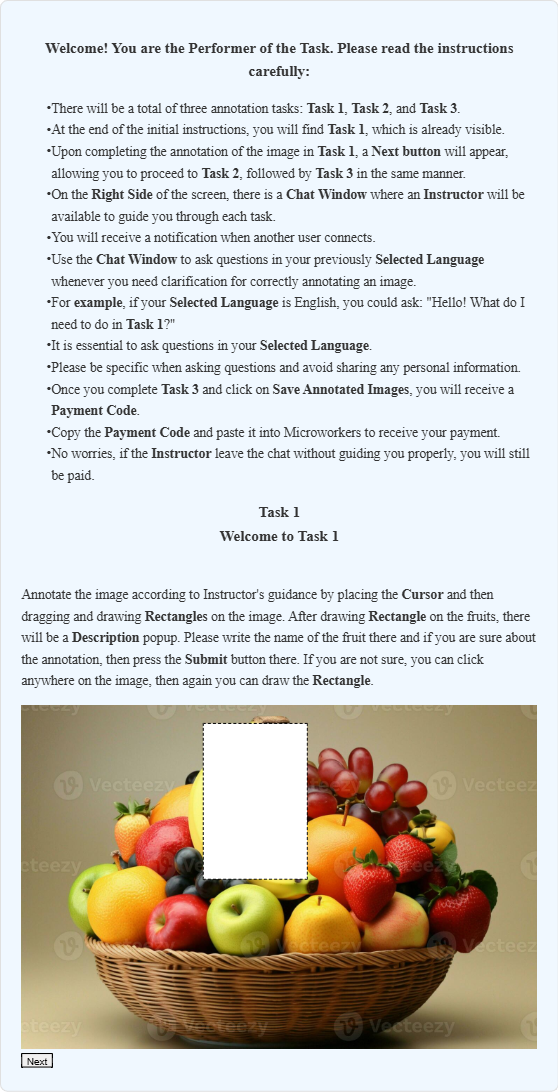 Welcome! You are the Performer of the Task. Please read the instructions
carefully:
•There will be a total of three annotation tasks: Task 1, Task 2, and Task 3.
•At the end of the initial instructions, you will find Task 1, which is already visible.
•Upon completing the annotation of the image in Task 1, a Next button will appear,
allowing you to proceed to Task 2, followed by Task 3 in the same manner.
•On the Right Side of the screen, there is a Chat Window where an Instructor will be
available to guide you through each task.
•You will receive a notification when another user connects.
•Use the Chat Window to ask questions in your previously Selected Language
whenever you need clarification for correctly annotating an image.
•For example, if your Selected Language is English, you could ask: "Hello! What do I
need to do in Task 1?"
•It is essential to ask questions in your Selected Language.
•Please be specific when asking questions and avoid sharing any personal information.
•Once you complete Task 3 and click on Save Annotated Images, you will receive a
Payment Code.
•Copy the Payment Code and paste it into Microworkers to receive your payment.
•No worries, if the Instructor leave the chat without guiding you properly, you will still
be paid.
Task 1
Welcome to Task 1
Annotate the image according to Instructor's guidance by placing the Cursor and then
dragging and drawing Rectangles on the image. After drawing Rectangle on the fruits, there
will be a Description popup. Please write the name of the fruit there and if you are sure about
the annotation, then press the Submit button there. If you are not sure, you can click
anywhere on the image, then again you can draw the Rectangle.
Vecteezy
Next